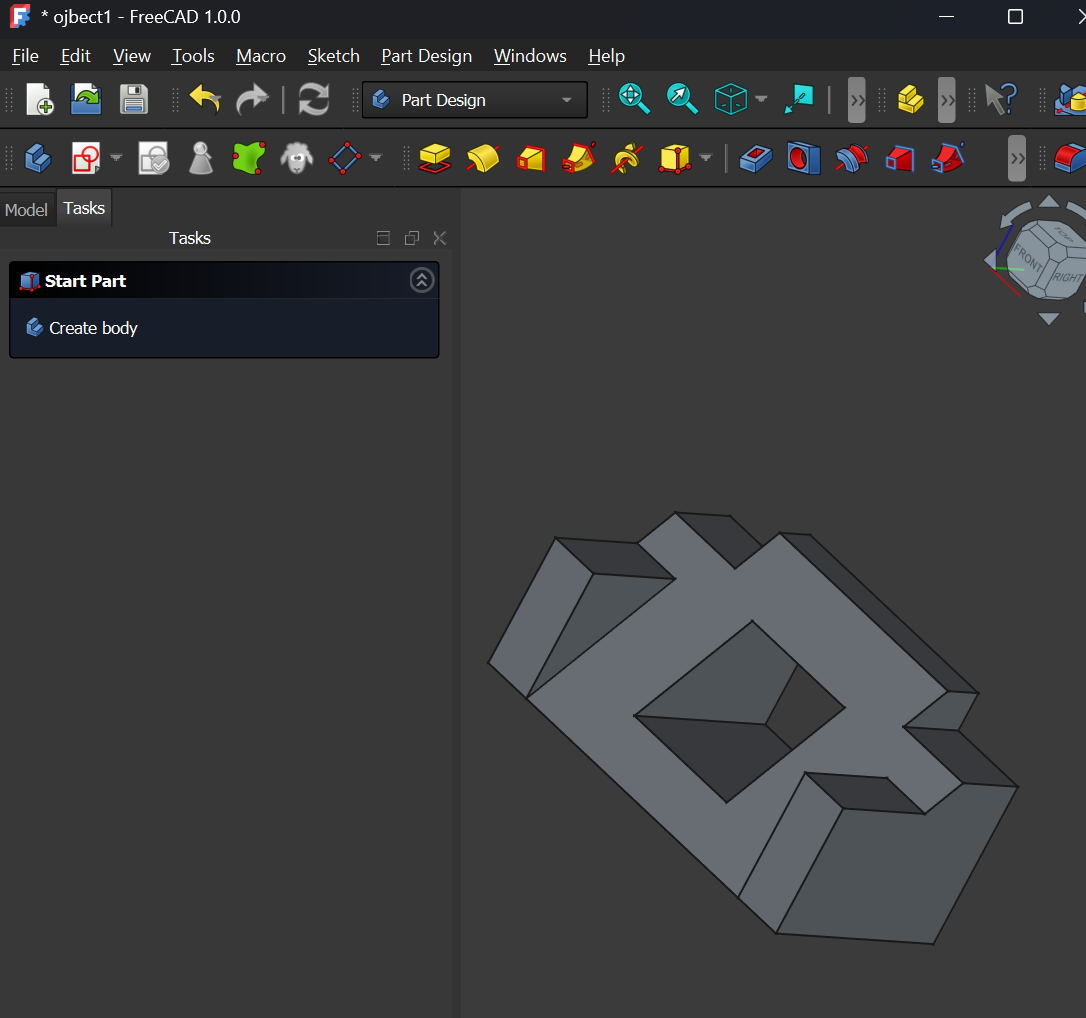 * ojbect1 - FreeCAD 1.0.0
File Edit View Tools Macro Sketch Part Design Windows Help
Part Design
Model Tasks
Tasks
Start Part
Create body
TOP
FRONT
RIGHT